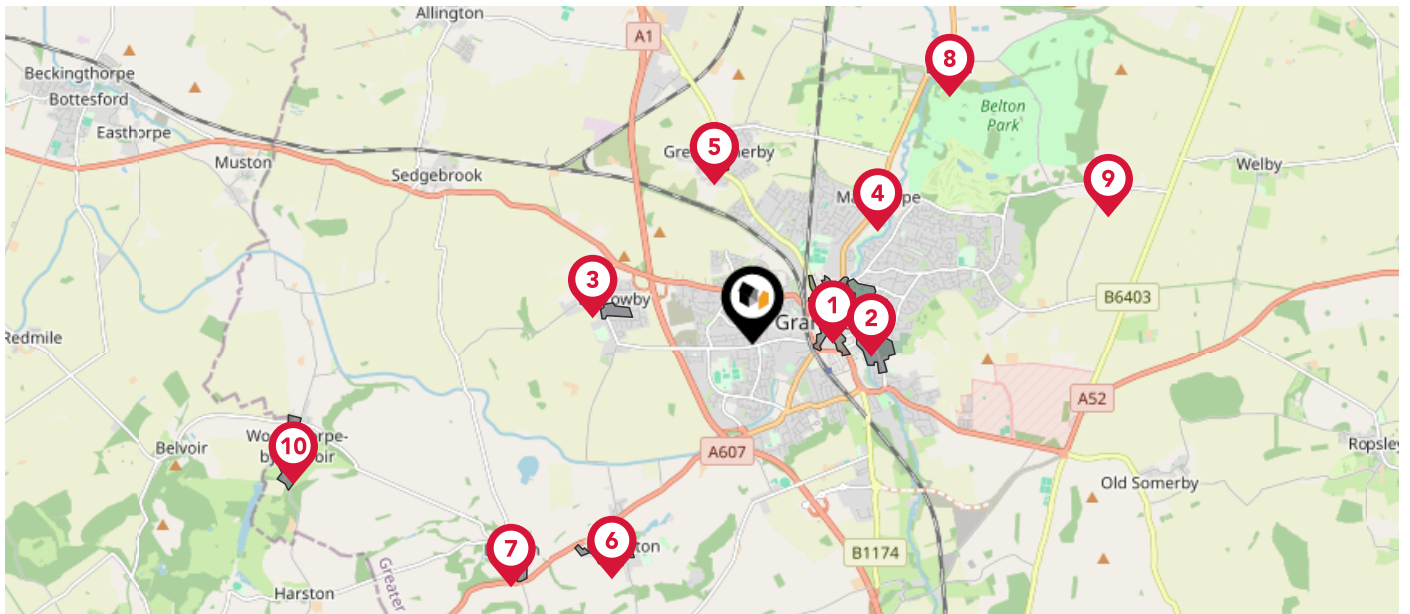 Allington
A1
8
Beckingthorpe
Bottesford
Belton
Park
Easthorpe
5
Muston
Welby
Sedgebrook
4
9
3
B6403
1
2
Redmile
A52
10
Belvoir
A607
Ropsley
Old Somerby
7
6
B1174
Harston
Greater